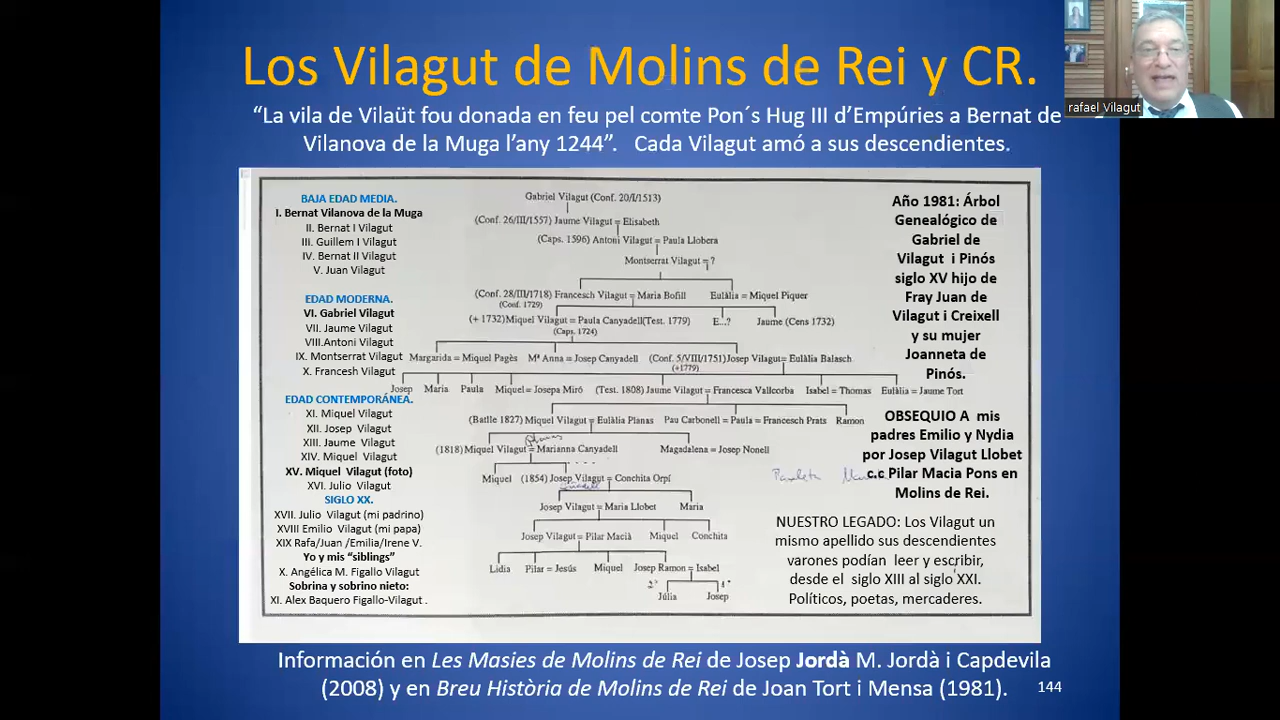 Los Vilagut de Molins de Rei y CR.
rafael Vilagut
“La vila de Vilaüt fou donada en feu pel comte Pon´s Hug III d’Empúries a Bernat de
Vilanova de la Muga l’any 1244”. Cada Vilagut amó a sus descendientes.
BAJA EDAD MEDIA.
I. Bernat Vilanova de la Muga
II. Bernat I Vilagut
III. Guillem I Vilagut
IV. Bernat II Vilagut
V. Juan Vilagut
EDAD MODERNA.
VI. Gabriel Vilagut
VII. Jaume Vilagut
VIII.Antoni Vilagut
IX. Montserrat Vilagut
X. Francesh Vilagut
EDAD CONTEMPORÁNEA.
XI. Miquel Vilagut
XII. Josep Vilagut
XIII. Jaume Vilagut
XIV. Miquel Vilagut
XV. Miquel Vilagut (foto)
XVI. Julio Vilagut
SIGLO XX.
XVII. Julio Vilagut (mi padrino)
XVIII Emilio Vilagut (mi papa)
XIX Rafa/Juan /Emilia/Irene V.
Yo y mis “siblings”
X. Angélica M. Figallo Vilagut
Sobrina y sobrino nieto:
XI. Alex Baquero Figallo-Vilagut .
Gabriel Vilagut (Conf. 20/I/1513)
(Conf. 26/III/1557) Jaume Vilagut = Elisabeth
(Caps. 1596) Antoni Vilagut = Paula Llobera
Montserrat Vilagut = ?
(Conf. 28/III/1718) Francesch Vilagut = Maria Bofill Eulàlia = Miquel Piquer
(Conf. 1729)
(+ 1732) Miquel Vilagut = Paula Canyadell (Test. 1779) E...? Jaume (Cens 1732)
(Caps. 1724)
Margarida = Miquel Pagès Mª Anna = Josep Canyadell (Conf. 5/VIII/1751) Josep Vilagut = Eulàlia Balasch
(+1779)
Josep Maria Paula Miquel = Josepa Miró (Test. 1808) Jaume Vilagut = Francesca Vallcorba Isabel = Thomas Eulàlia = Jaume Tort
(Batlle 1827) Miquel Vilagut = Eulàlia Planas Pau Carbonell = Paula = Francesch Prats Ramon
(1818) Miquel Vilagut = Marianna Canyadell Magadalena = Josep Nonell
Miquel (1854) Josep Vilagut = Conchita Orpí
Josep Vilagut = Maria Llobet Maria
Josep Vilagut = Pilar Macià Miquel Conchita
Lidia Pilar = Jesús Miquel Josep Ramon = Isabel
2º 1º
Júlia Josep
Año 1981: Árbol
Genealógico de
Gabriel de
Vilagut i Pinós
siglo XV hijo de
Fray Juan de
Vilagut i Creixell
y su mujer
Joanneta de
Pinós.
OBSEQUIO A mis
padres Emilio y Nydia
por Josep Vilagut Llobet
c.c Pilar Macia Pons en
Molins de Rei.
NUESTRO LEGADO: Los Vilagut un
mismo apellido sus descendientes
varones podían leer y escribir,
desde el siglo XIII al siglo XXI.
Políticos, poetas, mercaderes.
Información en Les Masies de Molins de Rei de Josep Jordà M. Jordà i Capdevila
(2008) y en Breu Història de Molins de Rei de Joan Tort i Mensa (1981).
144